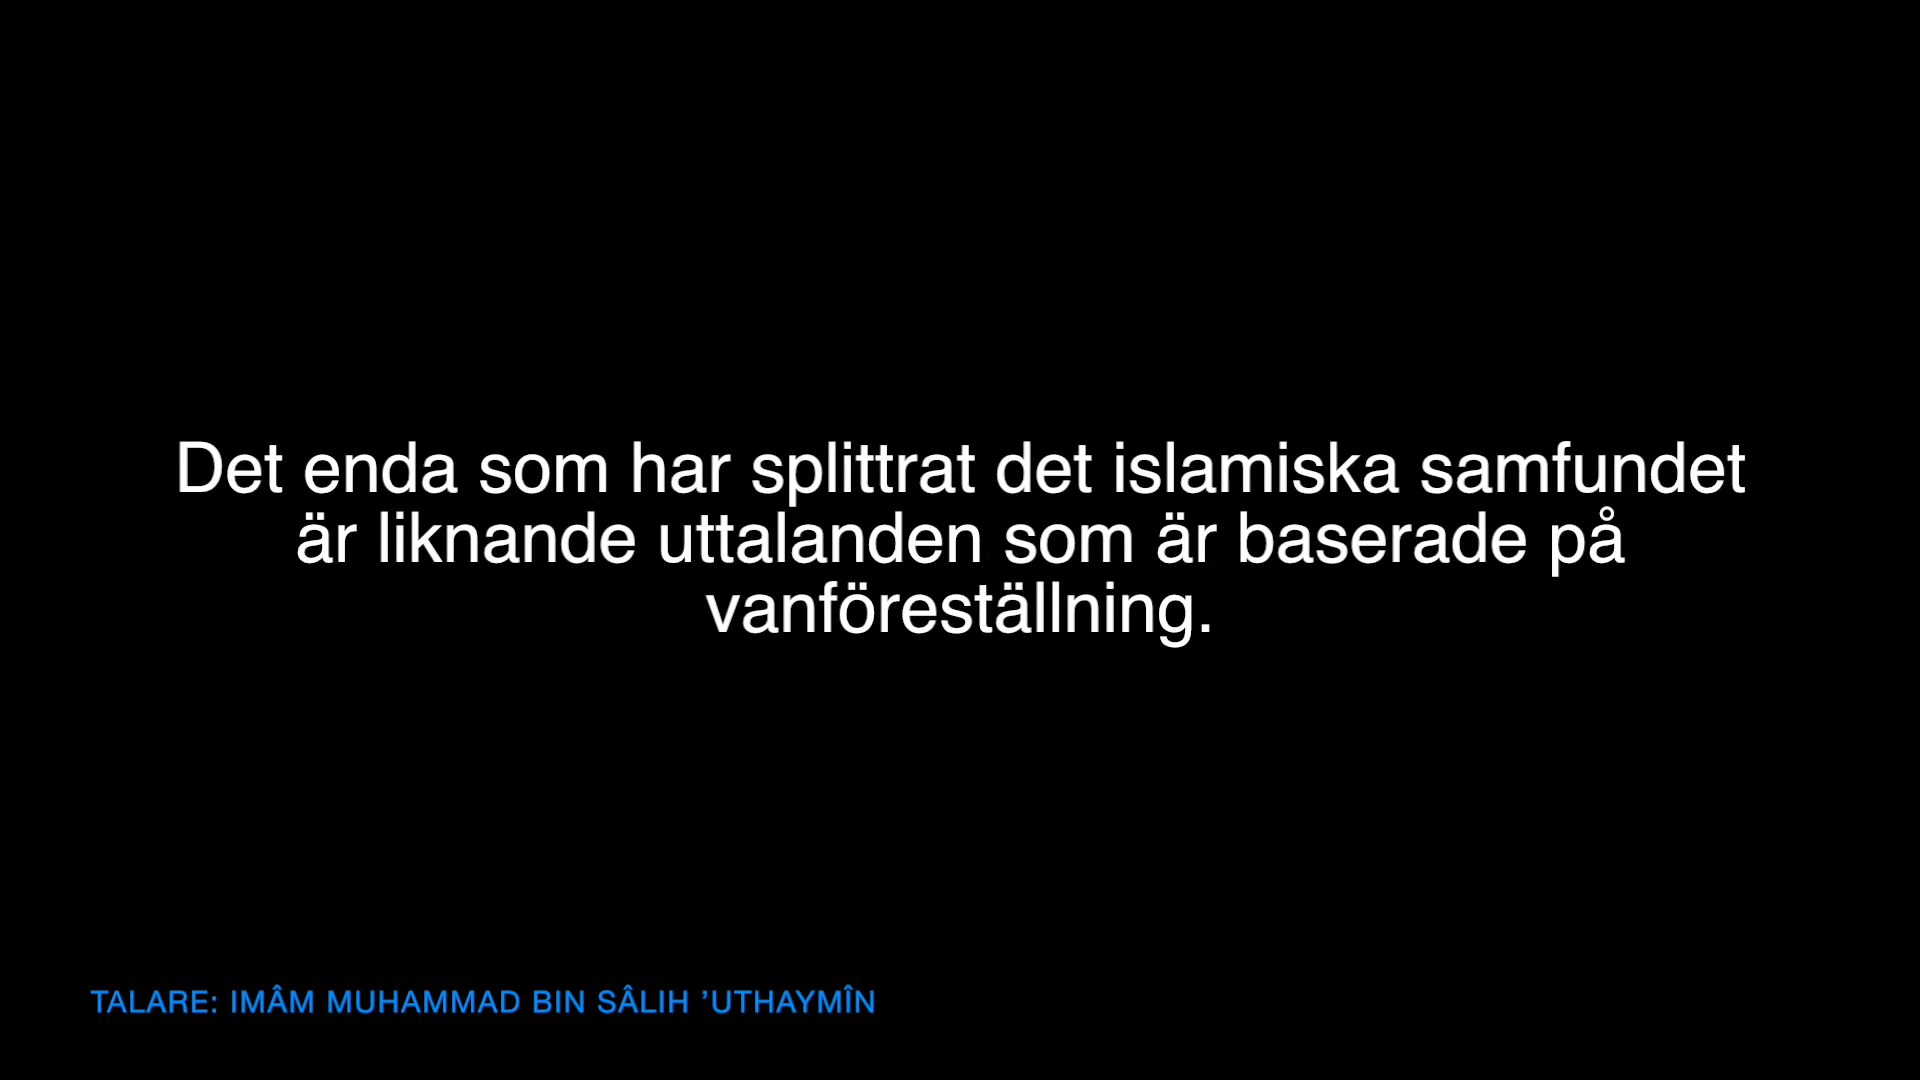 Det enda som har splittrat det islamiska samfundet
är liknande uttalanden som är baserade på
vanföreställning.
TALARE: IMÂM MUHAMMAD BIN SÂLIH ’UTHAYMÎN